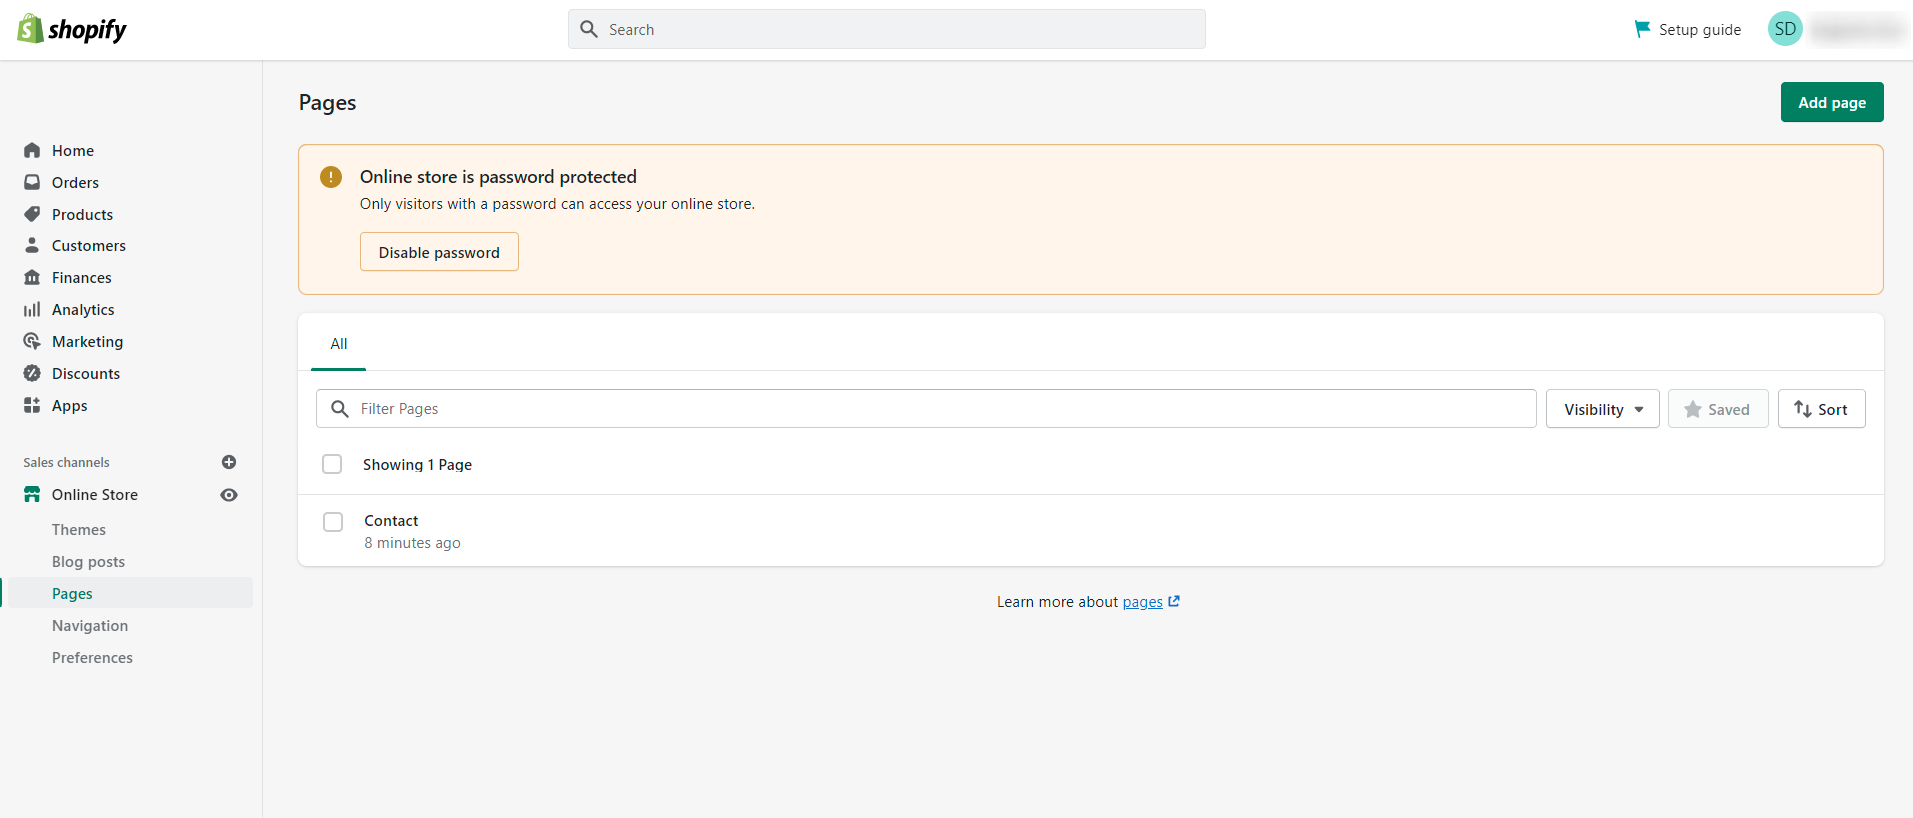 shopify
Search
Setup guide
SD
Home
Orders
Products
Customers
Finances
Analytics
Marketing
Discounts
Apps
Sales channels
Online Store
Themes
Blog posts
Pages
Navigation
Preferences
Pages
Add page
Online store is password protected
Only visitors with a password can access your online store.
Disable password
All
Filter Pages
Visibility
Saved
Sort
Showing 1 Page
Contact
8 minutes ago
Learn more about pages